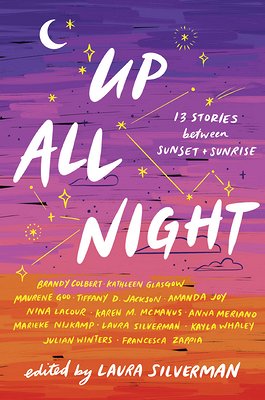 UP
ALL
NIGHT
13 STORIES
between
SUNSET + SUNRISE
BRANDY COLBERT · KATHLEEN GLASGOW
MAURENE GOO · TIFFANY D. JACKSON · AMANDA JOY
NINA LACOUR · KAREN M. MCMANUS · ANNA MERIANO
MARIEKE NIJKAMP · LAURA SILVERMAN · KAYLA WHALEY
JULIAN WINTERS · FRANCESCA ZAPPIA
edited by LAURA SILVERMAN